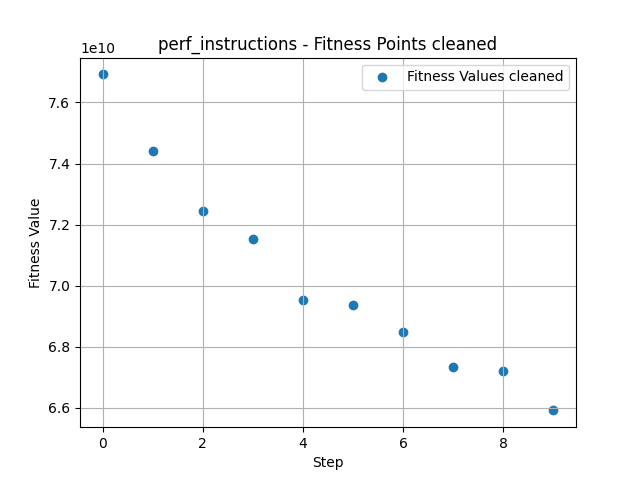 perf_instructions - Fitness Points cleaned
1e10
Fitness Values cleaned
7.6
7.4
7.2
7.0
6.8
6.6
Fitness Value
0 2 4 6 8
Step